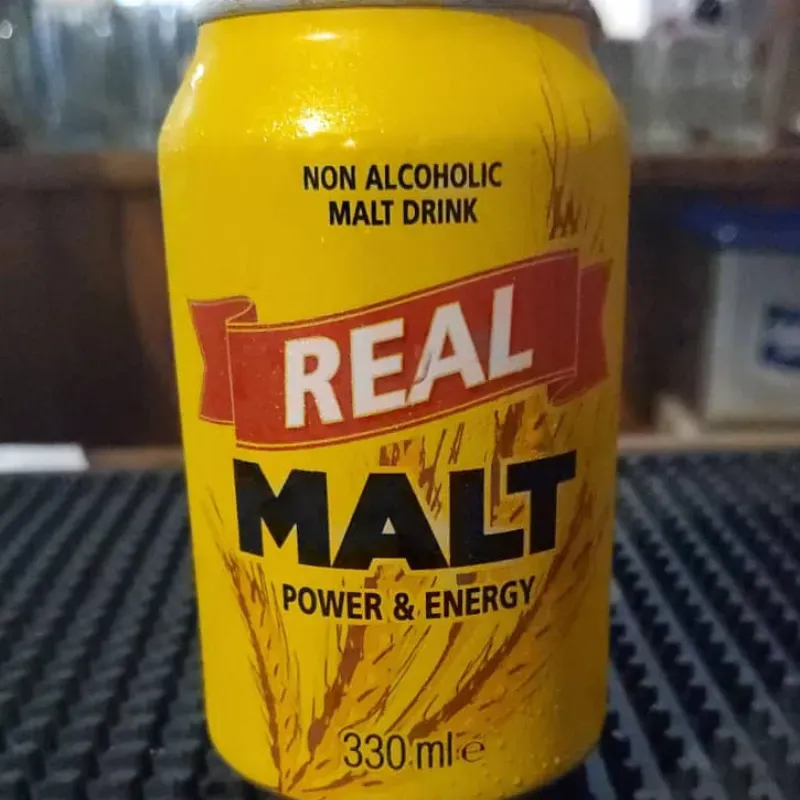 NON ALCOHOLIC
MALT DRINK
REAL
MALT
POWER & ENERGY
330 ml ℮